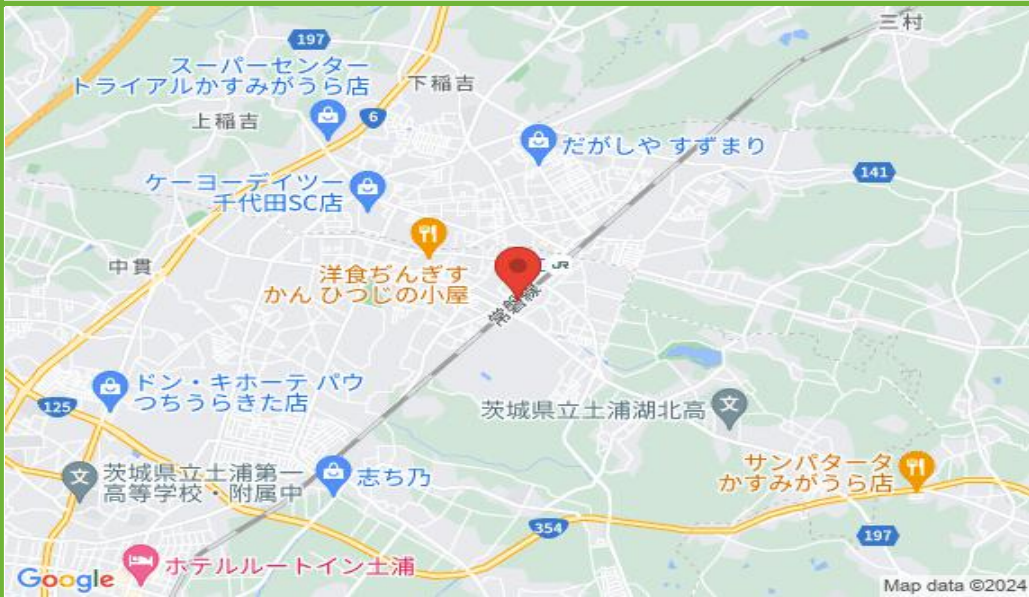 三村
197
スーパーセンター
トライアルかすみがうら店
下稲吉
上稲吉
6
だがしや すずまり
141
ケーヨーデイツー
千代田SC店
中貫
洋食ぢんぎす
かん ひつじの小屋
JR
常磐線
ドン・キホーテ パウ
つちうらきた店
125
茨城県立土浦湖北高
文
茨城県立土浦第一
高等学校・附属中
文
志ち乃
サンパタータ
かすみがうら店
354
197
ホテルルートイン土浦
Google
Map data ©2024